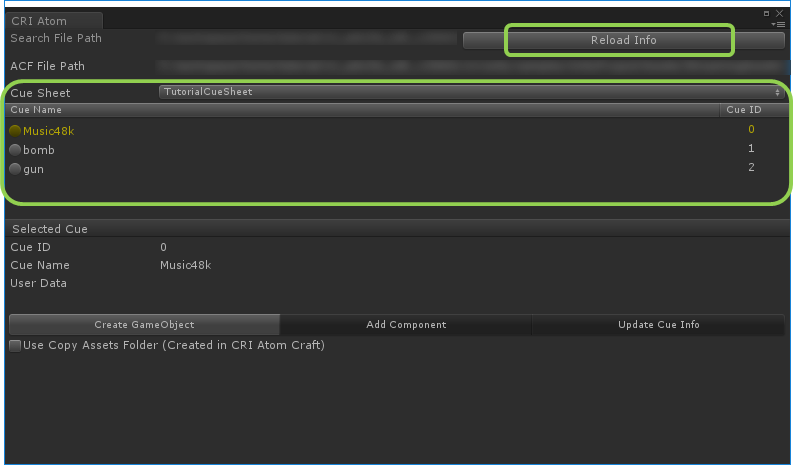 CRI Atom
Search File Path
Reload Info
ACF File Path
Cue Sheet TutorialCueSheet
Cue Name Cue ID
Music48k 0
bomb 1
gun 2
Selected Cue
Cue ID 0
Cue Name Music48k
User Data
Create GameObject Add Component Update Cue Info
Use Copy Assets Folder (Created in CRI Atom Craft)